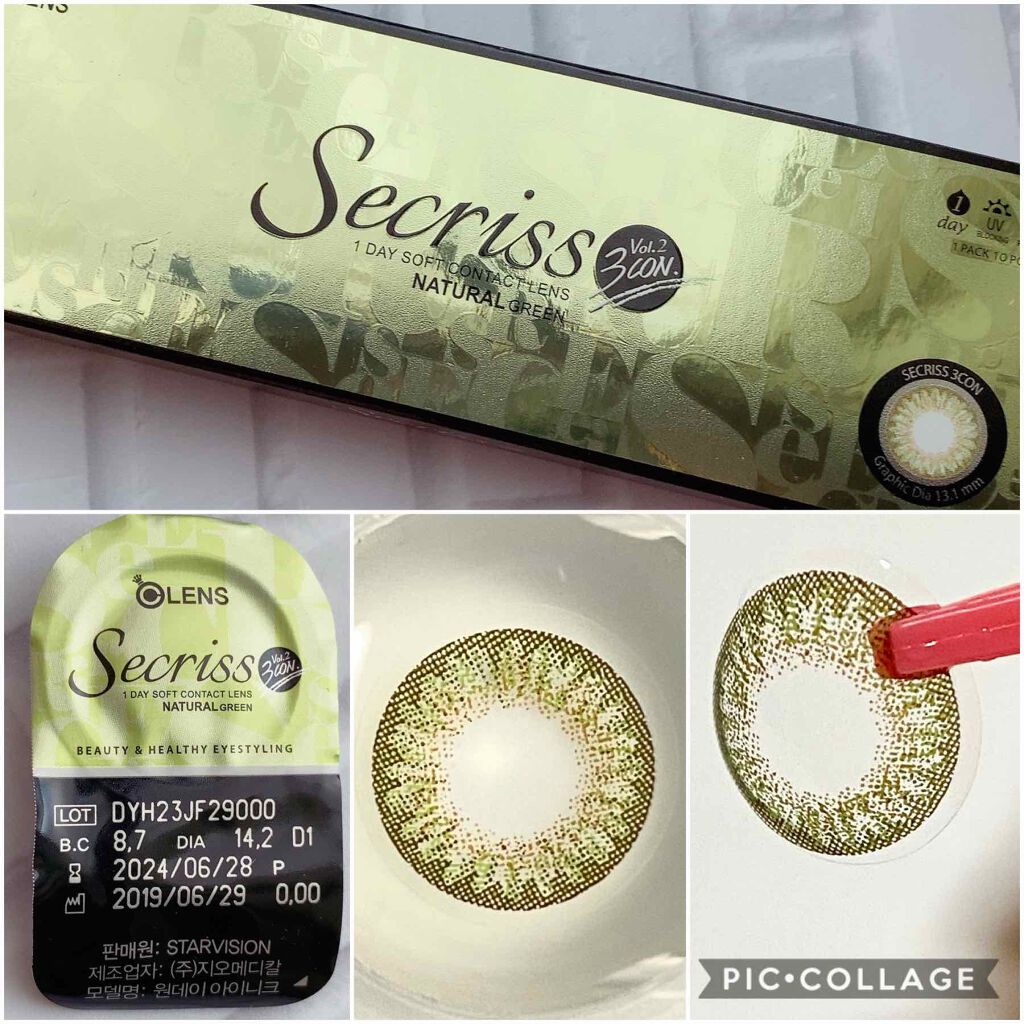 LENS
Secriss
Vol.2
3CON.
1 DAY SOFT CONTACT LENS
NATURAL GREEN
1
day
UV
BLOCKING
1 PACK 10
SECRISS 3CON
Graphic Dia 13.1 mm
OLENS
Secriss
Vol.2
3CON.
1 DAY SOFT CONTACT LENS
NATURAL GREEN
BEAUTY & HEALTHY EYESTYLING
LOT DYH23JF29000
B.C 8,7 DIA 14,2 D1
2024/06/28 P
2019/06/29 0,00
판매원: STARVISION
제조업자: (주)지오메디칼
모델명: 원데이 아이니크
PIC•COLLAGE